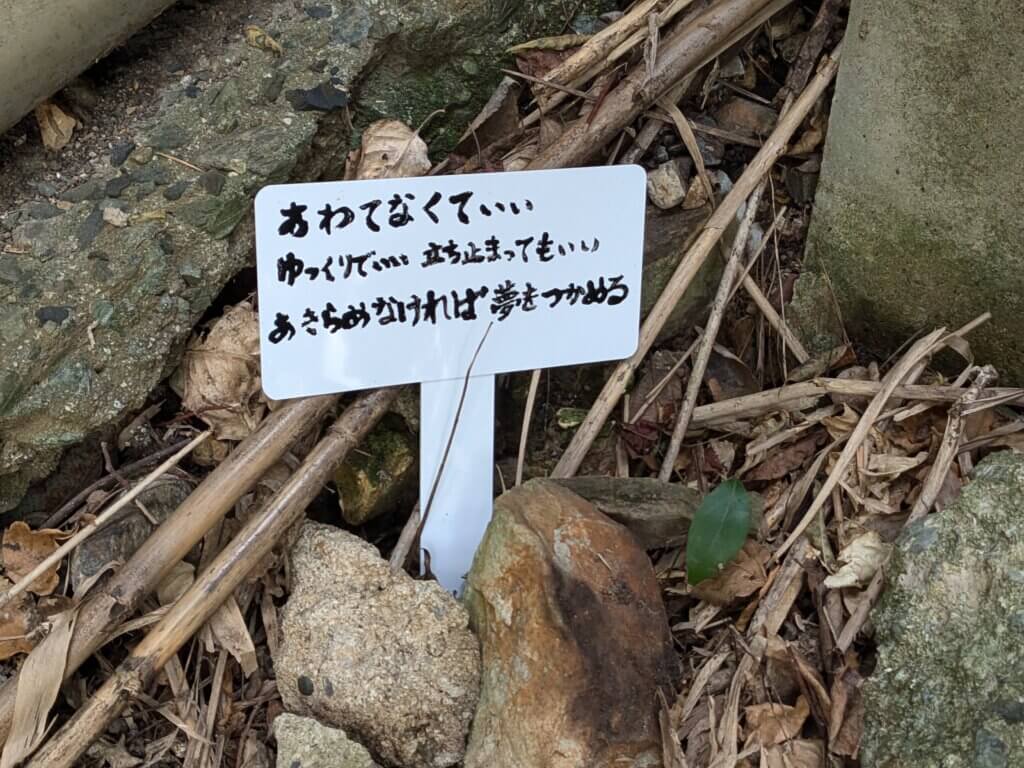 あわてなくていい
ゆっくりでいい 立ち止まってもいい
あきらめなければ夢をつかめる